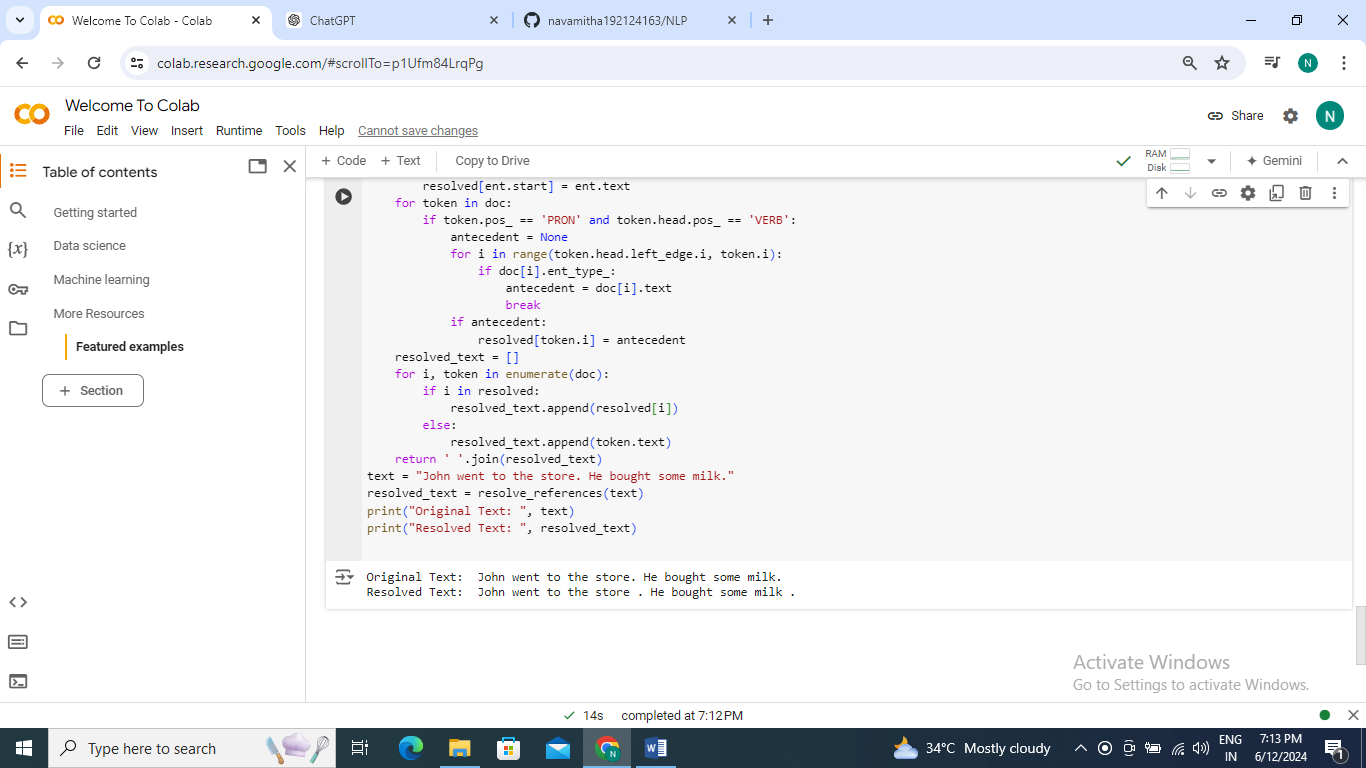 Welcome To Colab - Colab
ChatGPT
navamitha192124163/NLP
colab.research.google.com/#scrollTo=p1Ufm84LrqPg
N
Welcome To Colab
File Edit View Insert Runtime Tools Help Cannot save changes
Share
N
Table of contents
Getting started
Data science
Machine learning
More Resources
Featured examples
+ Section
+ Code + Text Copy to Drive
RAM
Disk
Gemini
resolved[ent.start] = ent.text
for token in doc:
if token.pos_ == 'PRON' and token.head.pos_ == 'VERB':
antecedent = None
for i in range(token.head.left_edge.i, token.i):
if doc[i].ent_type_:
antecedent = doc[i].text
break
if antecedent:
resolved[token.i] = antecedent
resolved_text = []
for i, token in enumerate(doc):
if i in resolved:
resolved_text.append(resolved[i])
else:
resolved_text.append(token.text)
return ' '.join(resolved_text)
text = "John went to the store. He bought some milk."
resolved_text = resolve_references(text)
print("Original Text: ", text)
print("Resolved Text: ", resolved_text)
Original Text:  John went to the store. He bought some milk.
Resolved Text:  John went to the store . He bought some milk .
Activate Windows
Go to Settings to activate Windows.
14s completed at 7:12 PM
Type here to search
34°C Mostly cloudy
ENG
IN
7:13 PM
6/12/2024
1